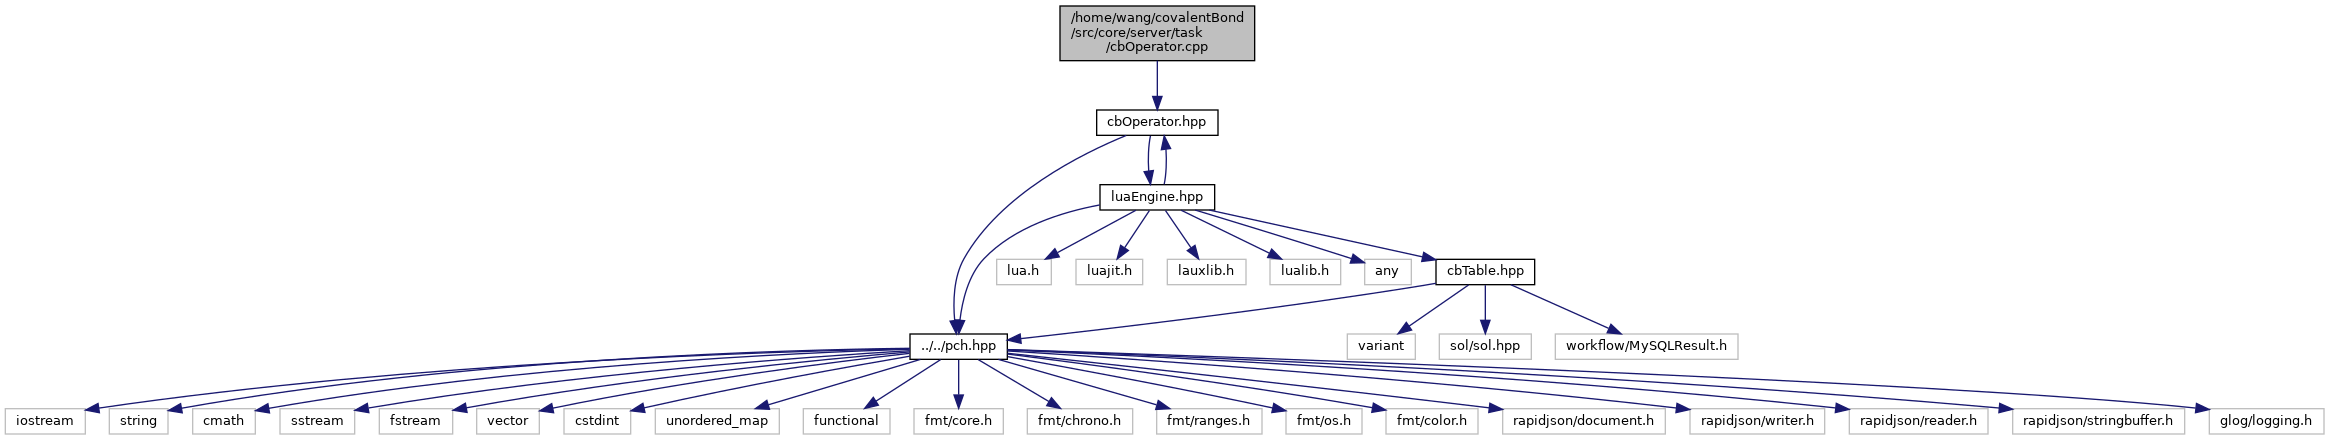 /home/wang/covalentBond
/src/core/server/task
/cbOperator.cpp
cbOperator.hpp
luaEngine.hpp
lua.h
luajit.h
lauxlib.h
lualib.h
any
cbTable.hpp
../../pch.hpp
variant
sol/sol.hpp
workflow/MySQLResult.h
iostream
string
cmath
sstream
fstream
vector
cstdint
unordered_map
functional
fmt/core.h
fmt/chrono.h
fmt/ranges.h
fmt/os.h
fmt/color.h
rapidjson/document.h
rapidjson/writer.h
rapidjson/reader.h
rapidjson/stringbuffer.h
glog/logging.h